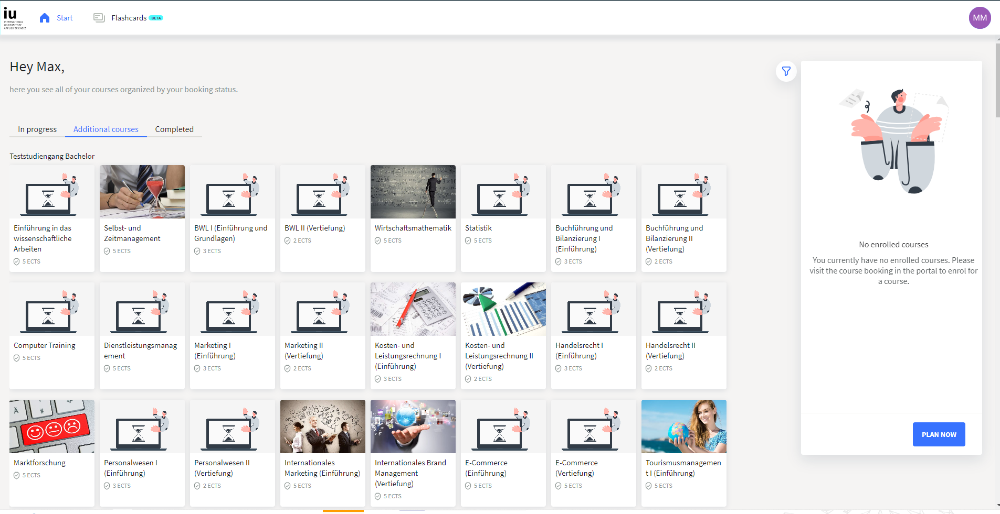 iu
INTERNATIONAL
UNIVERSITY OF
APPLIED SCIENCES
Start
Flashcards BETA
MM
Hey Max,
here you see all of your courses organized by your booking status.
In progress
Additional courses
Completed
Teststudiengang Bachelor
Einführung in das
wissenschaftliche
Arbeiten
5 ECTS
Selbst- und
Zeitmanagement
5 ECTS
BWL I (Einführung und
Grundlagen)
3 ECTS
BWL II (Vertiefung)
2 ECTS
Wirtschaftsmathematik
5 ECTS
Statistik
5 ECTS
Buchführung und
Bilanzierung I
(Einführung)
3 ECTS
Buchführung und
Bilanzierung II
(Vertiefung)
2 ECTS
Computer Training
5 ECTS
Dienstleistungsmanag
ement
5 ECTS
Marketing I
(Einführung)
3 ECTS
Marketing II
(Vertiefung)
2 ECTS
Kosten- und
Leistungsrechnung I
(Einführung)
3 ECTS
Kosten- und
Leistungsrechnung II
(Vertiefung)
2 ECTS
Handelsrecht I
(Einführung)
3 ECTS
Handelsrecht II
(Vertiefung)
2 ECTS
Ä
#
Marktforschung
5 ECTS
Personalwesen I
(Einführung)
3 ECTS
Personalwesen II
(Vertiefung)
2 ECTS
Internationales
Marketing (Einführung)
5 ECTS
Internationales Brand
Management
(Vertiefung)
5 ECTS
E-Commerce
(Einführung)
5 ECTS
E-Commerce
(Vertiefung)
5 ECTS
Tourismusmanagemen
t I (Einführung)
5 ECTS
No enrolled courses
You currently have no enrolled courses. Please
visit the course booking in the portal to enrol for
a course.
PLAN NOW